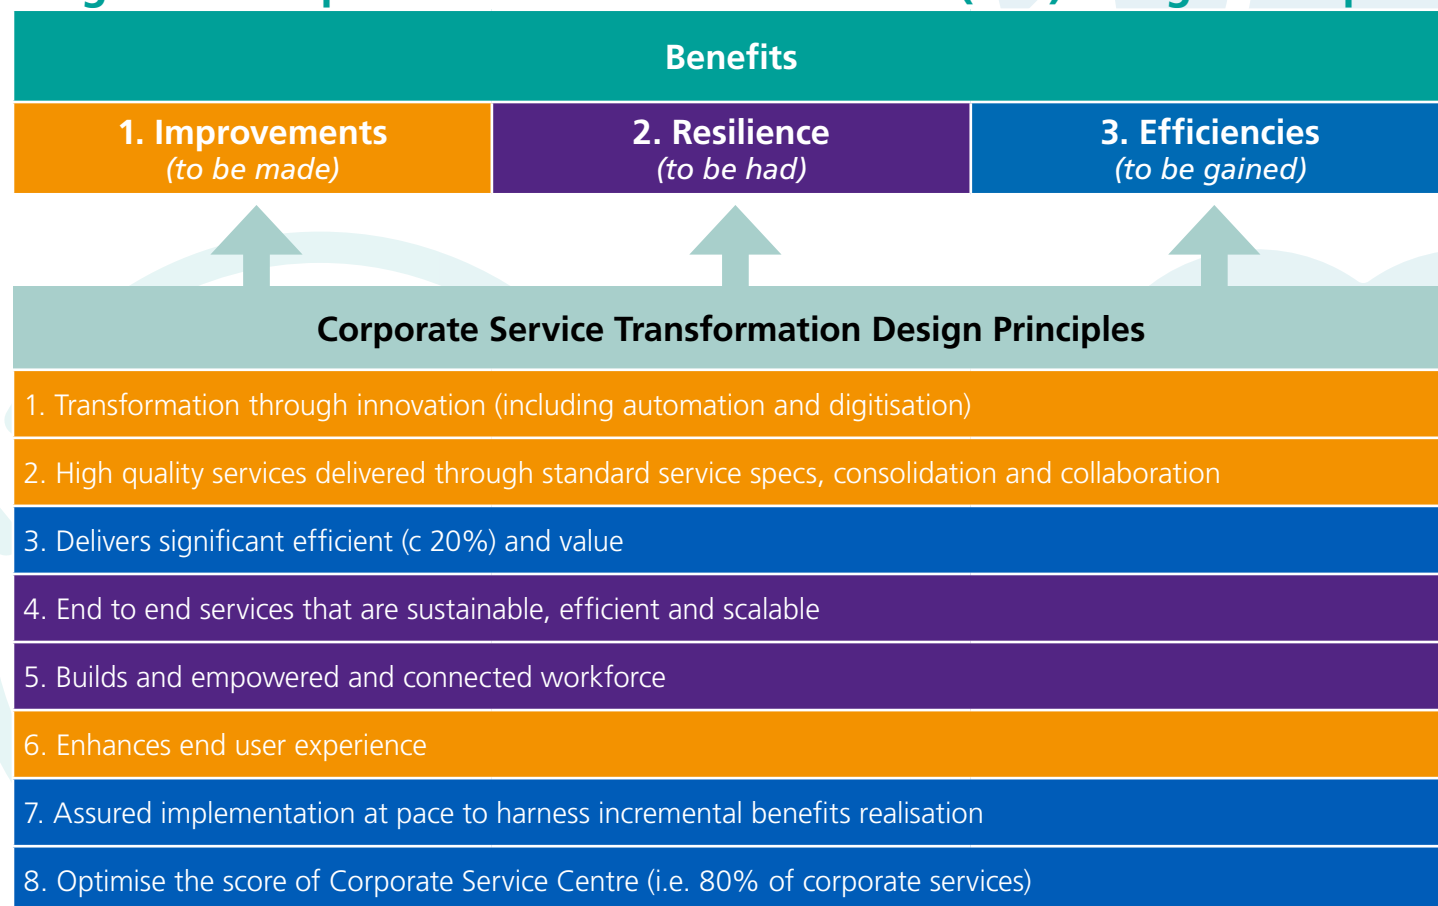 Benefits
1. Improvements
(to be made)
2. Resilience
(to be had)
3. Efficiencies
(to be gained)
Corporate Service Transformation Design Principles
1. Transformation through innovation (including automation and digitisation)
2. High quality services delivered through standard service specs, consolidation and collaboration
3. Delivers significant efficient (c 20%) and value
4. End to end services that are sustainable, efficient and scalable
5. Builds and empowered and connected workforce
6. Enhances end user experience
7. Assured implementation at pace to harness incremental benefits realisation
8. Optimise the score of Corporate Service Centre (i.e. 80% of corporate services)